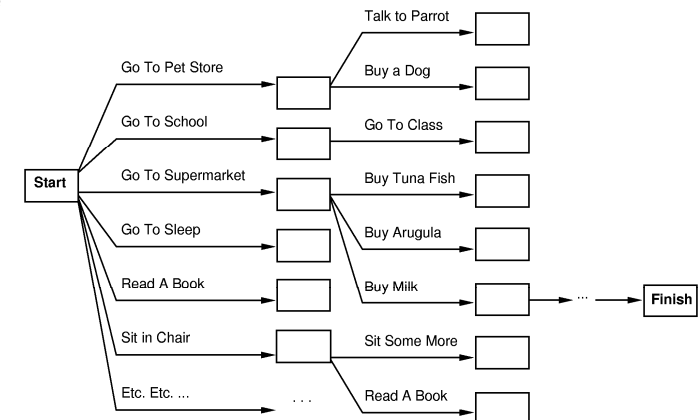 Talk to Parrot
Go To Pet Store
Buy a Dog
Go To School
Go To Class
Start
Go To Supermarket
Buy Tuna Fish
Go To Sleep
Buy Arugula
Read A Book
Buy Milk
...
Finish
Sit in Chair
Sit Some More
Etc. Etc. ...
. . .
Read A Book